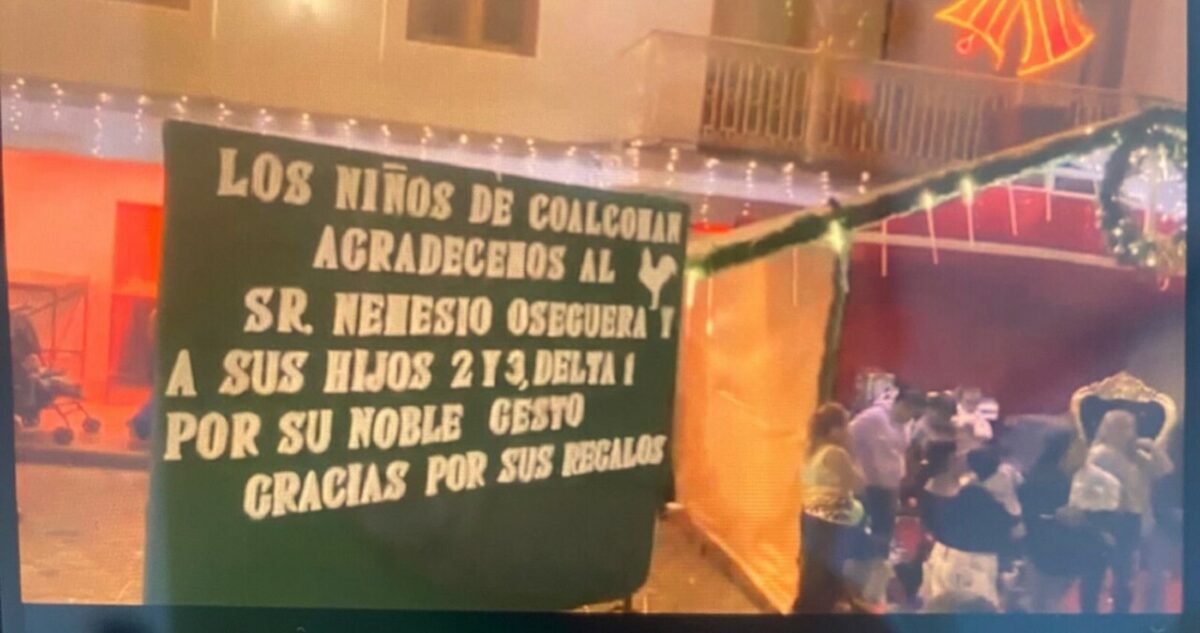 LOS NIÑOS DE COALCOMAN
AGRADECEMOS AL
SR. NEMESIO OSEGUERA Y
A SUS HIJOS 2 Y 3, DELTA 1
POR SU NOBLE GESTO
GRACIAS POR SUS REGALOS